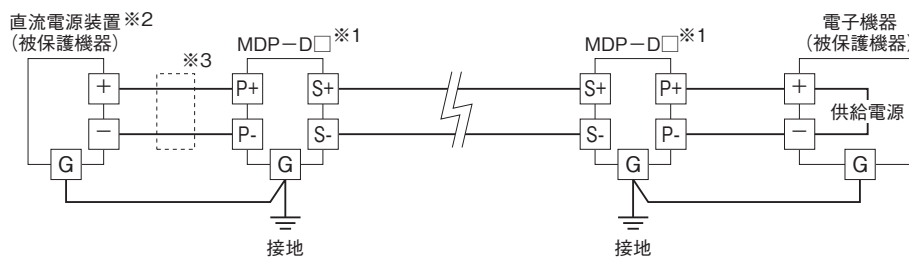 直流電源装置※2
(被保護機器)
※3
MDP－D□※1
MDP－D□※1
電子機器
(被保護機器)
＋
P+
S+
S+
P+
＋
供給電源
－
P-
S-
S-
P-
－
G
G
G
G
接地
接地